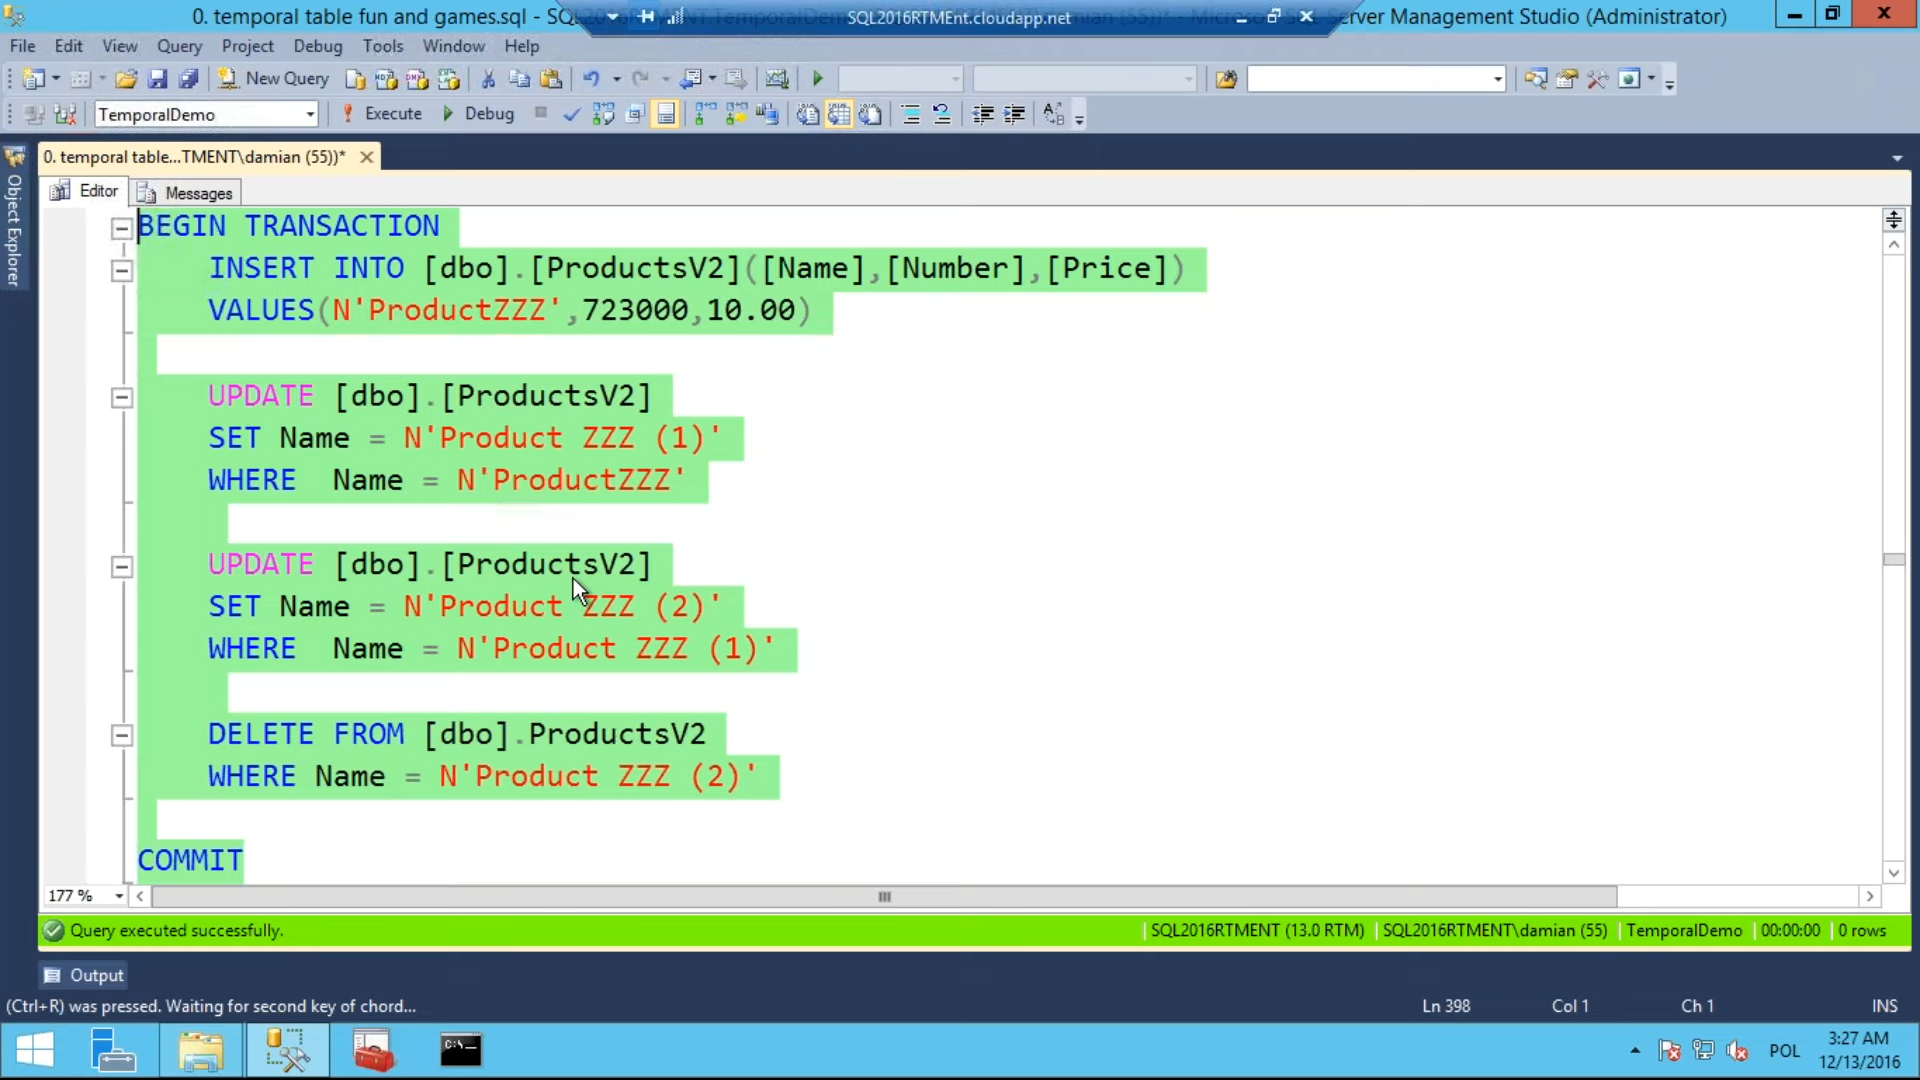 0. temporal table fun and games.sql - SQL2016RTMENT.TemporalDemo
SQL2016RTMEnt.cloudapp.net
Server Management Studio (Administrator)
File Edit View Query Project Debug Tools Window Help
New Query
TemporalDemo Execute Debug
Object Explorer
0. temporal table...TMENT\damian (55))*
Editor Messages
BEGIN TRANSACTION
INSERT INTO [dbo].[ProductsV2]([Name],[Number],[Price])
VALUES(N'ProductZZZ',723000,10.00)
UPDATE [dbo].[ProductsV2]
SET Name = N'Product ZZZ (1)'
WHERE  Name = N'ProductZZZ'
UPDATE [dbo].[ProductsV2]
SET Name = N'Product ZZZ (2)'
WHERE  Name = N'Product ZZZ (1)'
DELETE FROM [dbo].ProductsV2
WHERE Name = N'Product ZZZ (2)'
COMMIT
177 %
Query executed successfully. SQL2016RTMENT (13.0 RTM) SQL2016RTMENT\damian (55) TemporalDemo 00:00:00 0 rows
Output
(Ctrl+R) was pressed. Waiting for second key of chord... Ln 398 Col 1 Ch 1 INS
C:\_
POL
3:27 AM
12/13/2016